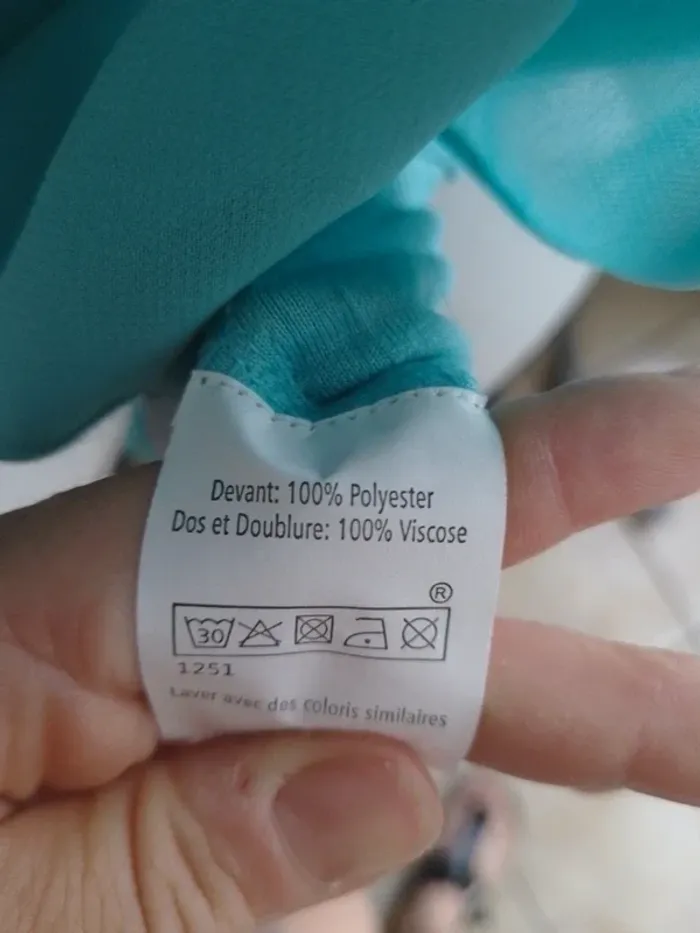 Devant: 100% Polyester
Dos et Doublure: 100% Viscose
®
30
1251
Laver avec des coloris similaires